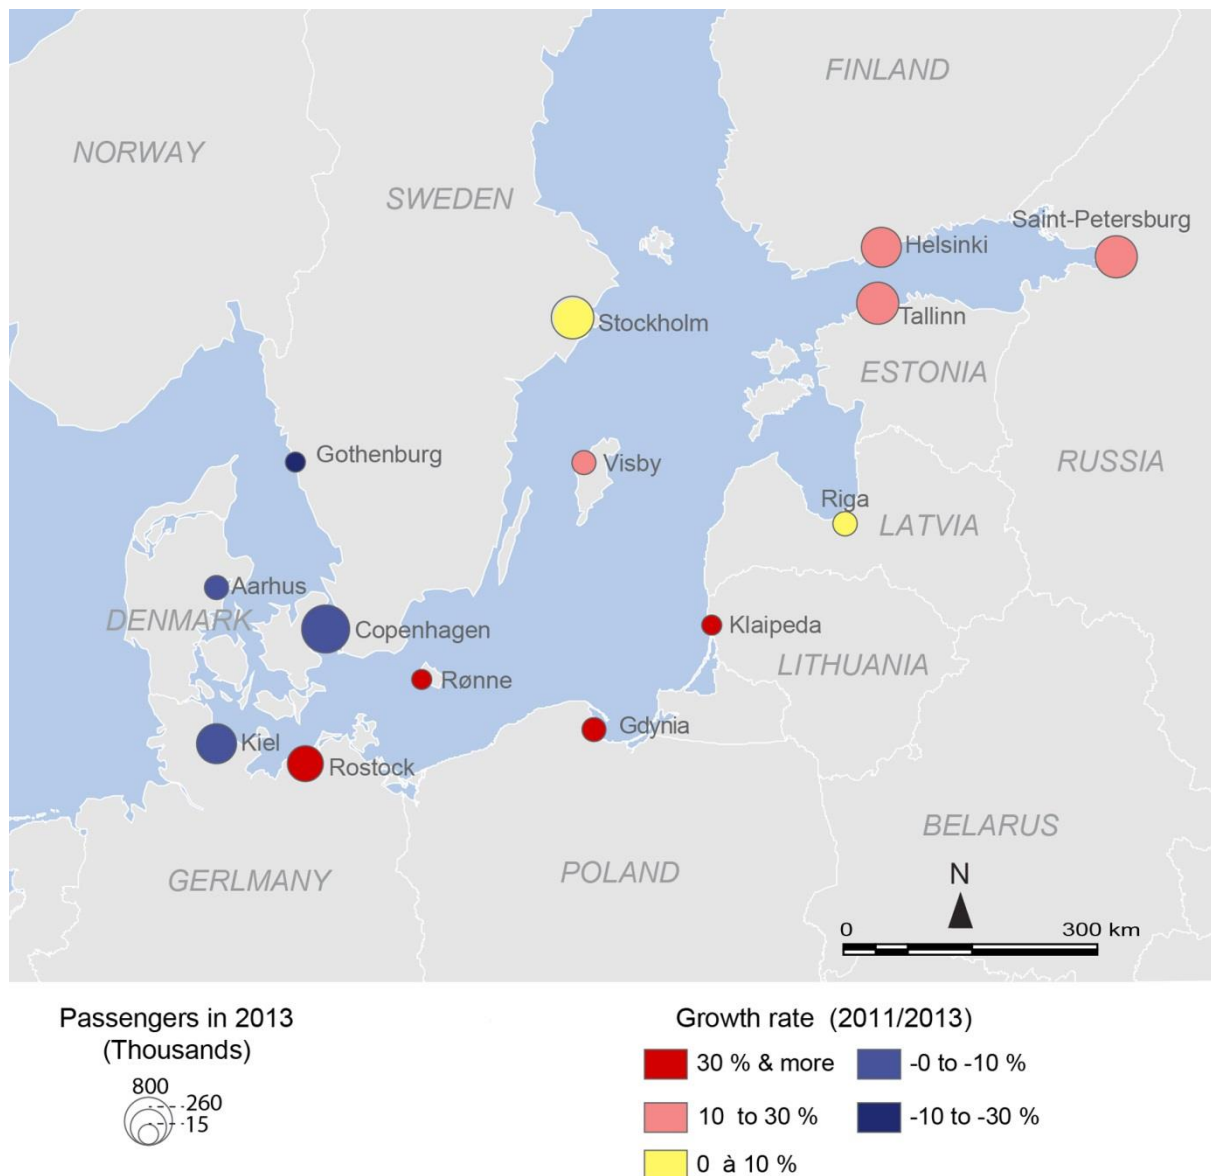 FINLAND
NORWAY
SWEDEN
Saint-Petersburg
Helsinki
Tallinn
Stockholm
ESTONIA
Gothenburg
Visby
RUSSIA
Riga
LATVIA
Aarhus
DENMARK
Copenhagen
Klaipeda
LITHUANIA
Rønne
Gdynia
Kiel
Rostock
BELARUS
GERLMANY
POLAND
N
0 300 km
Passengers in 2013
(Thousands)
800
260
15
Growth rate (2011/2013)
30 % & more
-0 to -10 %
10 to 30 %
-10 to -30 %
0 à 10 %